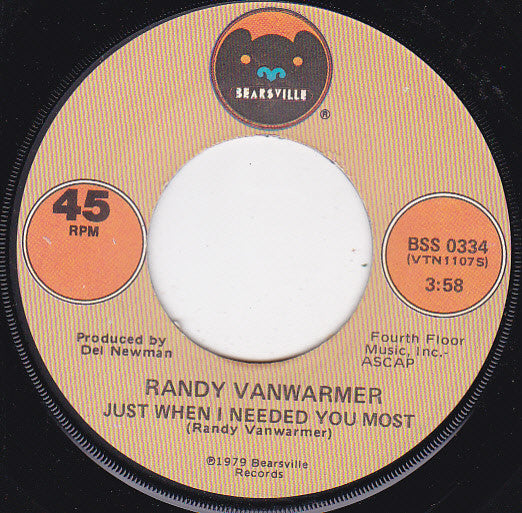 BEARSVILLE
®
45
RPM
BSS 0334
(VTN1107S)
3:58
Produced by
Del Newman
Fourth Floor
Music, Inc.-
ASCAP
RANDY VANWARMER
JUST WHEN I NEEDED YOU MOST
(Randy Vanwarmer)
℗1979 Bearsville
Records